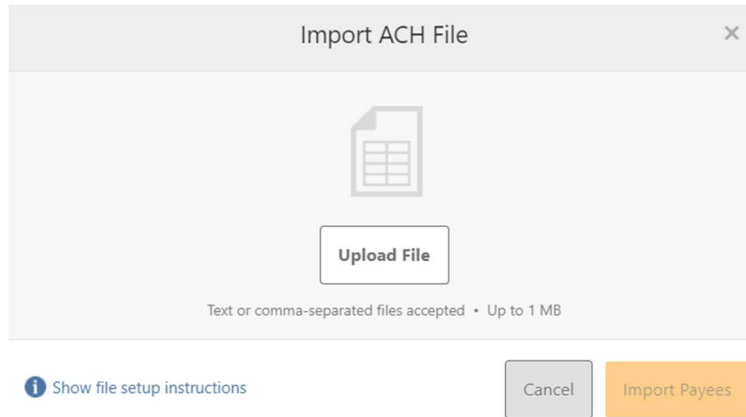 Import ACH File
Upload File
Text or comma-separated files accepted • Up to 1 MB
Show file setup instructions
Cancel
Import Payees